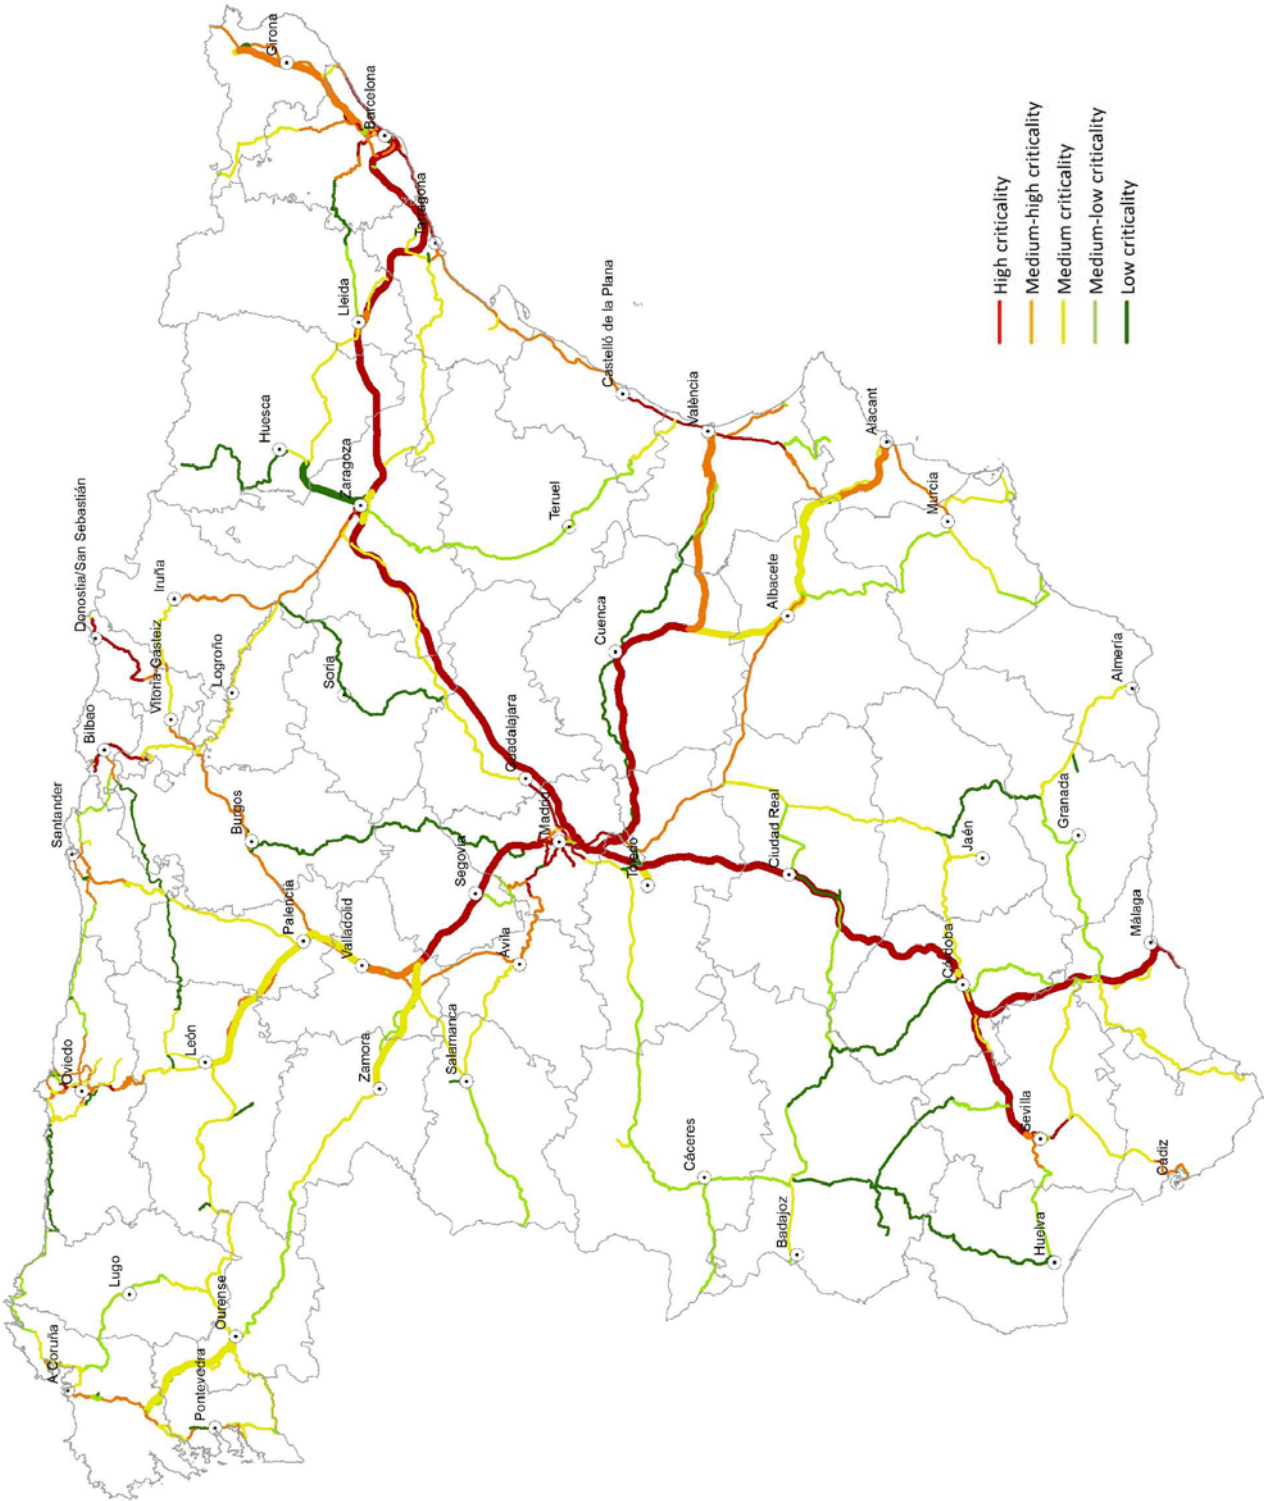 A Coruña
Lugo
Pontevedra
Ourense
Oviedo
León
Santander
Palencia
Burgos
Bilbao
Vitoria-Gasteiz
Donostia/San Sebastián
Iruña
Logroño
Huesca
Girona
Barcelona
Tarragona
Lleida
Zaragoza
Soria
Valladolid
Zamora
Salamanca
Segovia
Ávila
Madrid
Guadalajara
Teruel
Castelló de la Plana
Cuenca
València
Toledo
Cáceres
Badajoz
Ciudad Real
Albacete
Alacant
Murcia
Córdoba
Jaén
Huelva
Sevilla
Granada
Almería
Málaga
Cádiz
High criticality
Medium-high criticality
Medium criticality
Medium-low criticality
Low criticality